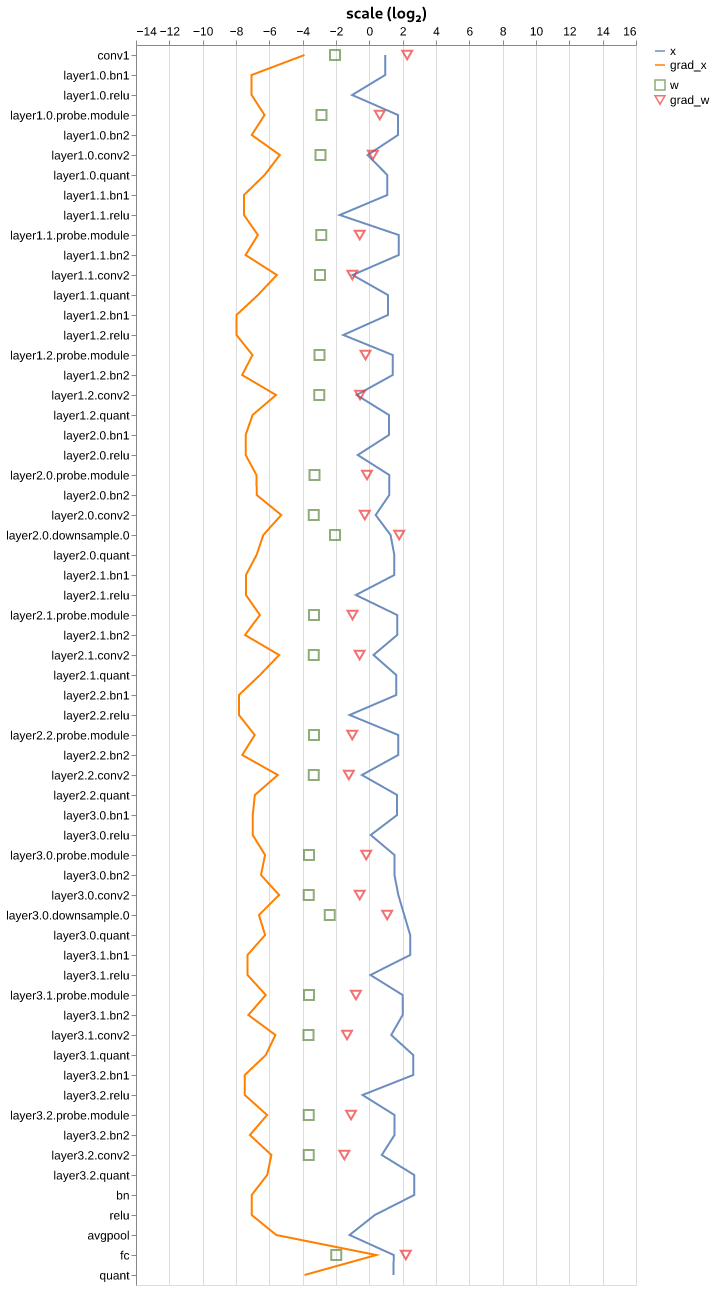 scale (log₂)
−14 −12 −10 −8 −6 −4 −2 0 2 4 6 8 10 12 14 16
x
grad_x
w
grad_w
conv1
layer1.0.bn1
layer1.0.relu
layer1.0.probe.module
layer1.0.bn2
layer1.0.conv2
layer1.0.quant
layer1.1.bn1
layer1.1.relu
layer1.1.probe.module
layer1.1.bn2
layer1.1.conv2
layer1.1.quant
layer1.2.bn1
layer1.2.relu
layer1.2.probe.module
layer1.2.bn2
layer1.2.conv2
layer1.2.quant
layer2.0.bn1
layer2.0.relu
layer2.0.probe.module
layer2.0.bn2
layer2.0.conv2
layer2.0.downsample.0
layer2.0.quant
layer2.1.bn1
layer2.1.relu
layer2.1.probe.module
layer2.1.bn2
layer2.1.conv2
layer2.1.quant
layer2.2.bn1
layer2.2.relu
layer2.2.probe.module
layer2.2.bn2
layer2.2.conv2
layer2.2.quant
layer3.0.bn1
layer3.0.relu
layer3.0.probe.module
layer3.0.bn2
layer3.0.conv2
layer3.0.downsample.0
layer3.0.quant
layer3.1.bn1
layer3.1.relu
layer3.1.probe.module
layer3.1.bn2
layer3.1.conv2
layer3.1.quant
layer3.2.bn1
layer3.2.relu
layer3.2.probe.module
layer3.2.bn2
layer3.2.conv2
layer3.2.quant
bn
relu
avgpool
fc
quant